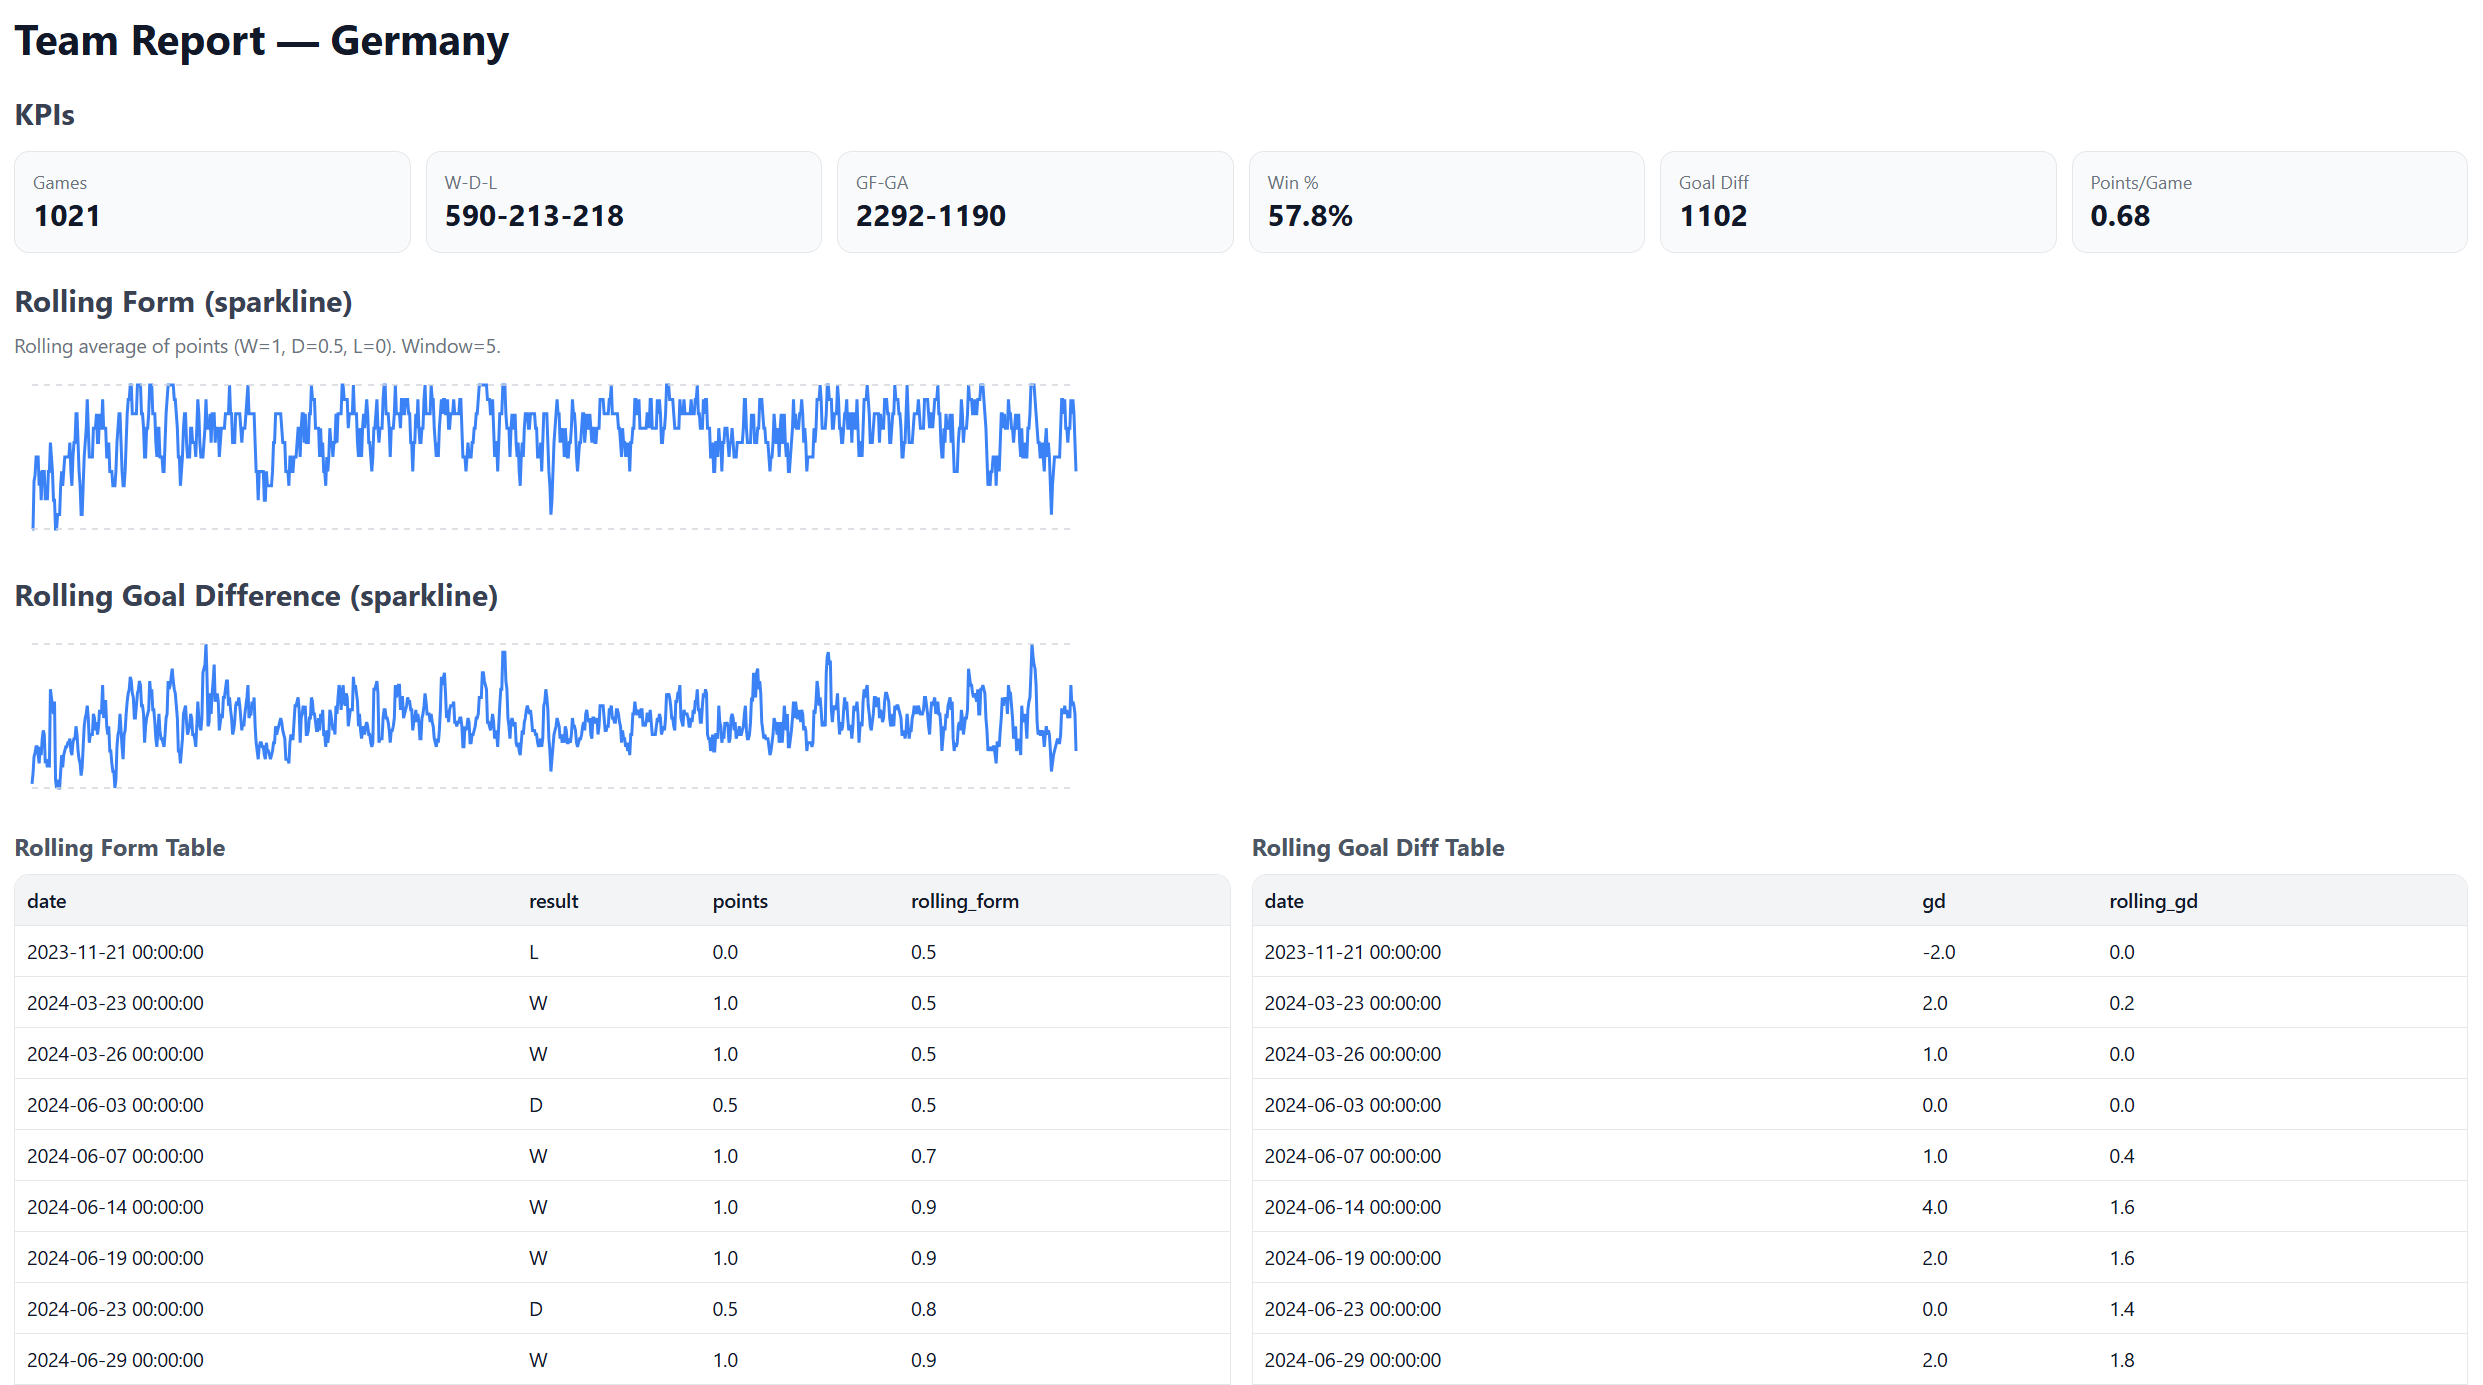 Team Report — Germany
KPIs
Games
1021
W-D-L
590-213-218
GF-GA
2292-1190
Win %
57.8%
Goal Diff
1102
Points/Game
0.68
Rolling Form (sparkline)
Rolling average of points (W=1, D=0.5, L=0). Window=5.
Rolling Goal Difference (sparkline)
Rolling Form Table
date result points rolling_form
2023-11-21 00:00:00 L 0.0 0.5
2024-03-23 00:00:00 W 1.0 0.5
2024-03-26 00:00:00 W 1.0 0.5
2024-06-03 00:00:00 D 0.5 0.5
2024-06-07 00:00:00 W 1.0 0.7
2024-06-14 00:00:00 W 1.0 0.9
2024-06-19 00:00:00 W 1.0 0.9
2024-06-23 00:00:00 D 0.5 0.8
2024-06-29 00:00:00 W 1.0 0.9
Rolling Goal Diff Table
date gd rolling_gd
2023-11-21 00:00:00 -2.0 0.0
2024-03-23 00:00:00 2.0 0.2
2024-03-26 00:00:00 1.0 0.0
2024-06-03 00:00:00 0.0 0.0
2024-06-07 00:00:00 1.0 0.4
2024-06-14 00:00:00 4.0 1.6
2024-06-19 00:00:00 2.0 1.6
2024-06-23 00:00:00 0.0 1.4
2024-06-29 00:00:00 2.0 1.8